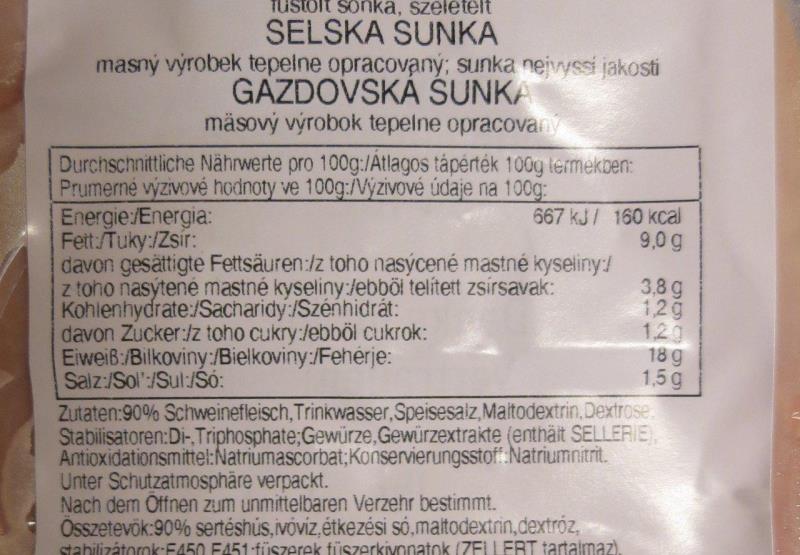 füstölt sonka, szeletelt
SELSKA SUNKA
masný výrobek tepelne opracovaný; sunka nejvyssi jakosti
GAZDOVSKÁ SUNKA
mäsový výrobok tepelne opracovaný
Durchschnittliche Nährwerte pro 100g:/Átlagos tápérték 100g termékben:
Prumerné výzivové hodnoty ve 100g:/Výzivové údaje na 100g:
Energie:/Energia: 667 kJ / 160 kcal
Fett:/Tuky:/Zsír: 9,0 g
davon gesättigte Fettsäuren:/z toho nasýcené mastné kyseliny:/
z toho nasýtené mastné kyseliny:/ebböl telített zsírsavak: 3,8 g
Kohlenhydrate:/Sacharidy:/Szénhidrát: 1,2 g
davon Zucker:/z toho cukry:/ebböl cukrok: 1,2 g
Eiweiß:/Bilkoviny:/Bielkoviny:/Fehérje: 18 g
Salz:/Sol':/Sul:/Só: 1,5 g
Zutaten:90% Schweinefleisch,Trinkwasser,Speisesalz,Maltodextrin,Dextrose.
Stabilisatoren:Di-,Triphosphate;Gewürze,Gewürzextrakte (enthält SELLERIE),
Antioxidationsmittel:Natriumascorbat;Konservierungsstoff:Natriumnitrit.
Unter Schutzatmosphäre verpackt.
Nach dem Öffnen zum unmittelbaren Verzehr bestimmt.
Összetevök:90% sertéshús,ivóvíz,étkezési só,maltodextrin,dextróz,
stabilizátorok:E450,E451;füszerek,füszerkivonatok (ZELLERT tartalmaz),